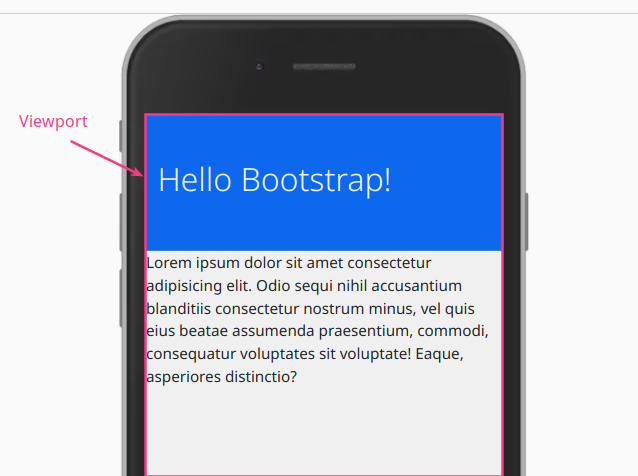 Viewport
Hello Bootstrap!
Lorem ipsum dolor sit amet consectetur
adipisicing elit. Odio sequi nihil accusantium
blanditiis consectetur nostrum minus, vel quis
eius beatae assumenda praesentium, commodi,
consequatur voluptates sit voluptate! Eaque,
asperiores distinctio?